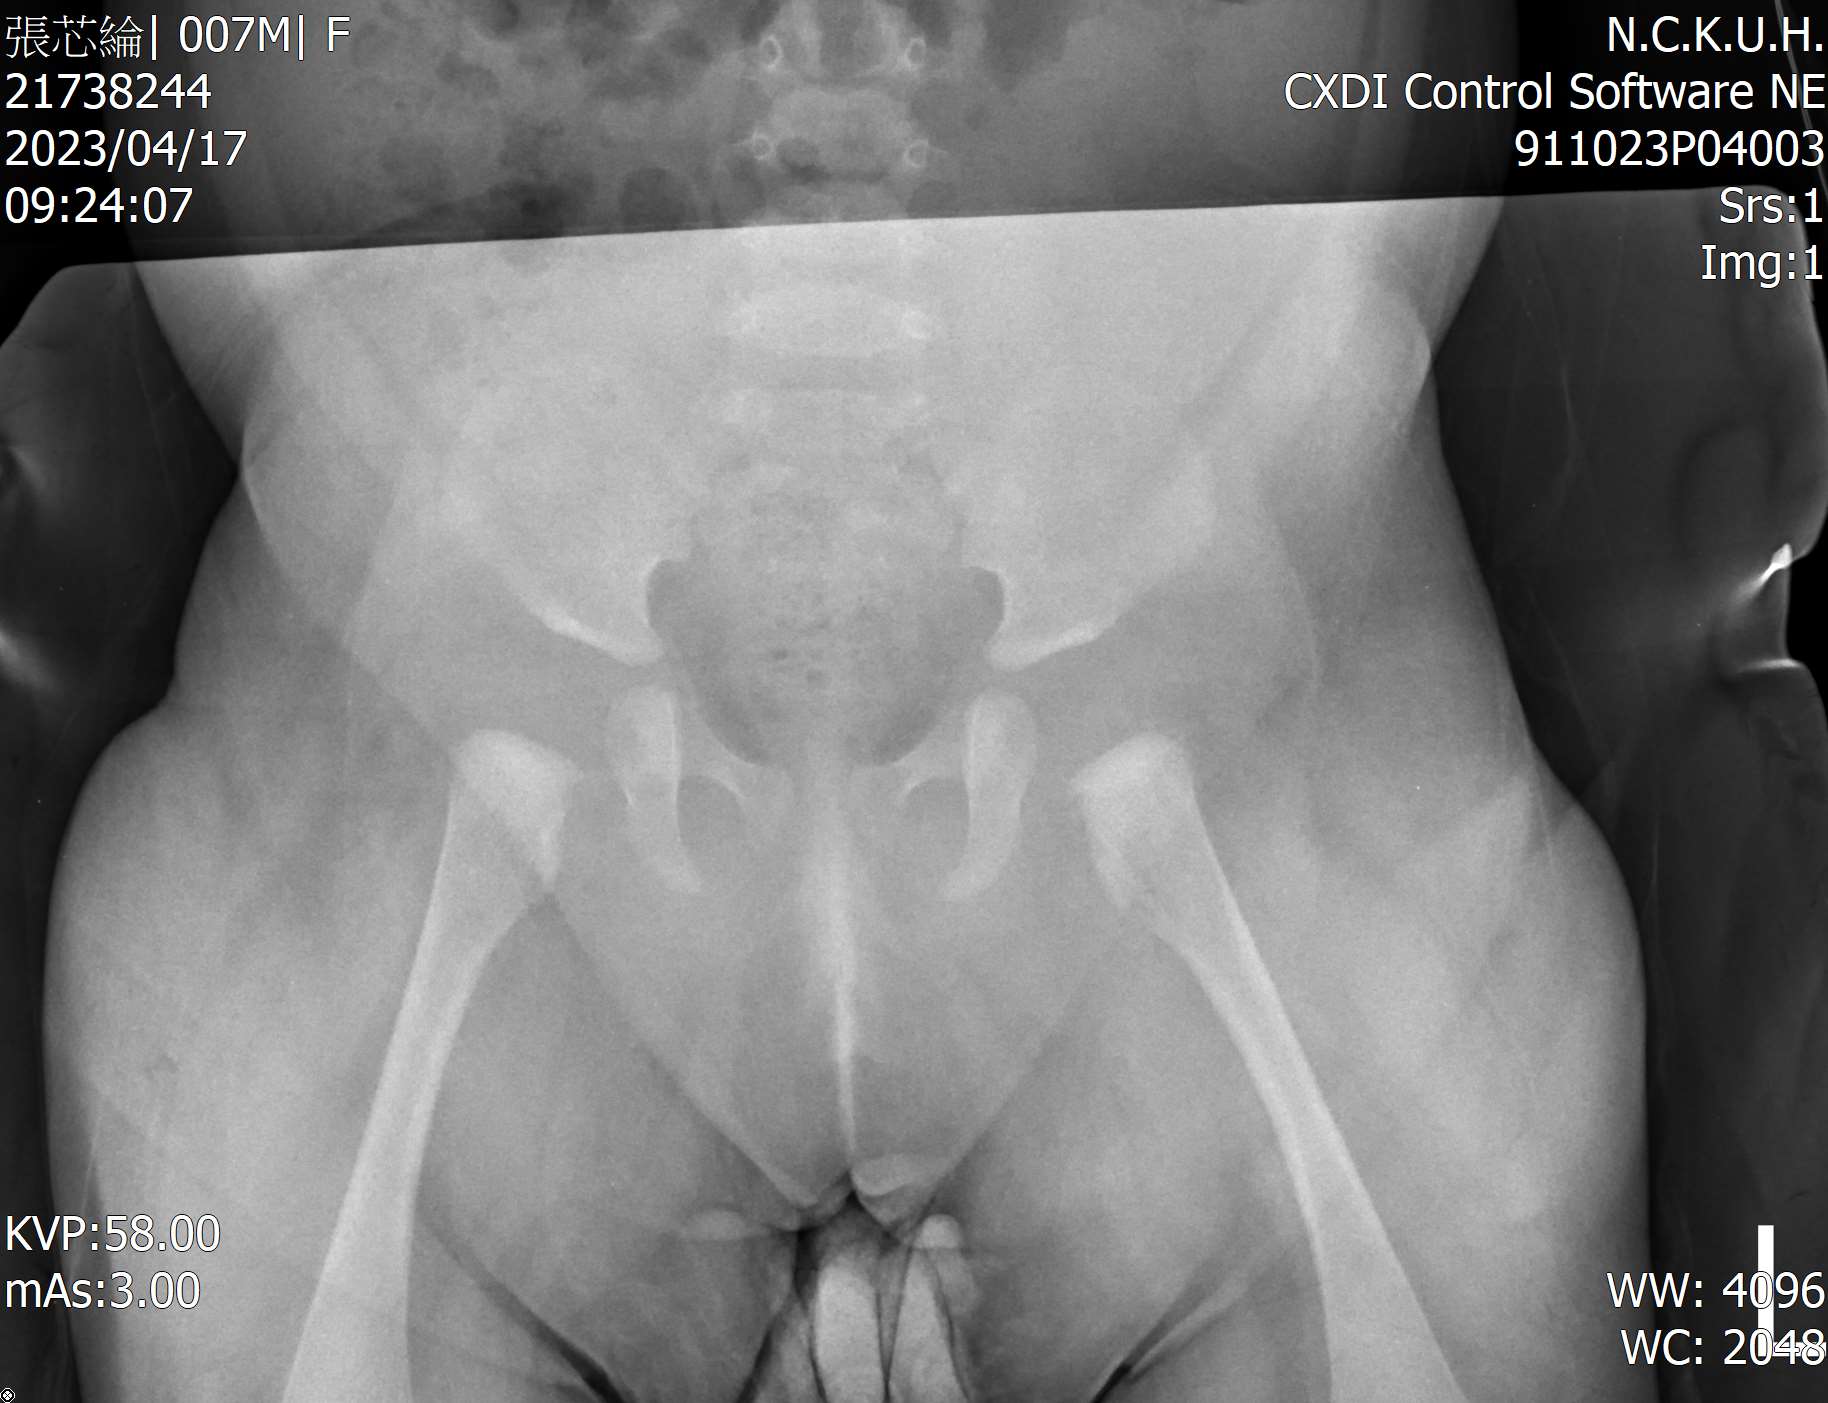 張芯綸| 007M| F
21738244
2023/04/17
09:24:07
N.C.K.U.H.
CXDI Control Software NE
911023P04003
Srs:1
Img:1
KVP:58.00
mAs:3.00
WW: 4096
WC: 2048
L